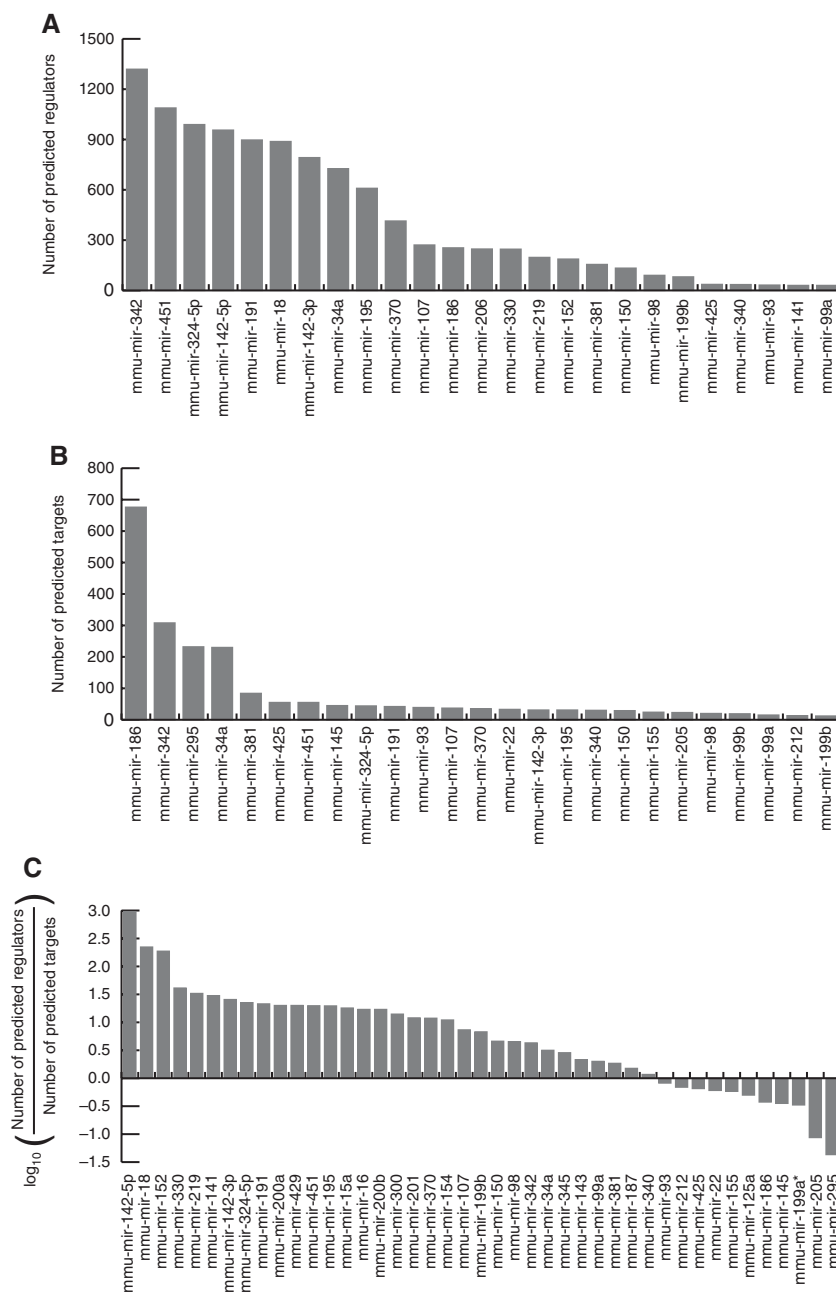 A
Number of predicted regulators
1500
1200
900
600
300
0
mmu-mir-342
mmu-mir-451
mmu-mir-324-5p
mmu-mir-142-5p
mmu-mir-191
mmu-mir-18
mmu-mir-142-3p
mmu-mir-34a
mmu-mir-195
mmu-mir-370
mmu-mir-107
mmu-mir-186
mmu-mir-206
mmu-mir-330
mmu-mir-219
mmu-mir-152
mmu-mir-381
mmu-mir-150
mmu-mir-98
mmu-mir-199b
mmu-mir-425
mmu-mir-340
mmu-mir-93
mmu-mir-141
mmu-mir-99a
B
Number of predicted targets
800
700
600
500
400
300
200
100
0
mmu-mir-186
mmu-mir-342
mmu-mir-295
mmu-mir-34a
mmu-mir-381
mmu-mir-425
mmu-mir-451
mmu-mir-145
mmu-mir-324-5p
mmu-mir-191
mmu-mir-93
mmu-mir-107
mmu-mir-370
mmu-mir-22
mmu-mir-142-3p
mmu-mir-195
mmu-mir-340
mmu-mir-150
mmu-mir-155
mmu-mir-205
mmu-mir-98
mmu-mir-99b
mmu-mir-99a
mmu-mir-212
mmu-mir-199b
C
log10 (Number of predicted regulators
Number of predicted targets)
3.0
2.5
2.0
1.5
1.0
0.5
0.0
−0.5
−1.0
−1.5
mmu-mir-142-5p
mmu-mir-18
mmu-mir-152
mmu-mir-330
mmu-mir-219
mmu-mir-141
mmu-mir-142-3p
mmu-mir-324-5p
mmu-mir-191
mmu-mir-200a
mmu-mir-429
mmu-mir-451
mmu-mir-195
mmu-mir-15a
mmu-mir-16
mmu-mir-200b
mmu-mir-300
mmu-mir-201
mmu-mir-370
mmu-mir-154
mmu-mir-107
mmu-mir-199b
mmu-mir-150
mmu-mir-98
mmu-mir-342
mmu-mir-34a
mmu-mir-345
mmu-mir-143
mmu-mir-99a
mmu-mir-381
mmu-mir-187
mmu-mir-340
mmu-mir-93
mmu-mir-212
mmu-mir-425
mmu-mir-22
mmu-mir-155
mmu-mir-125a
mmu-mir-186
mmu-mir-145
mmu-mir-199a*
mmu-mir-205
mmu-mir-295